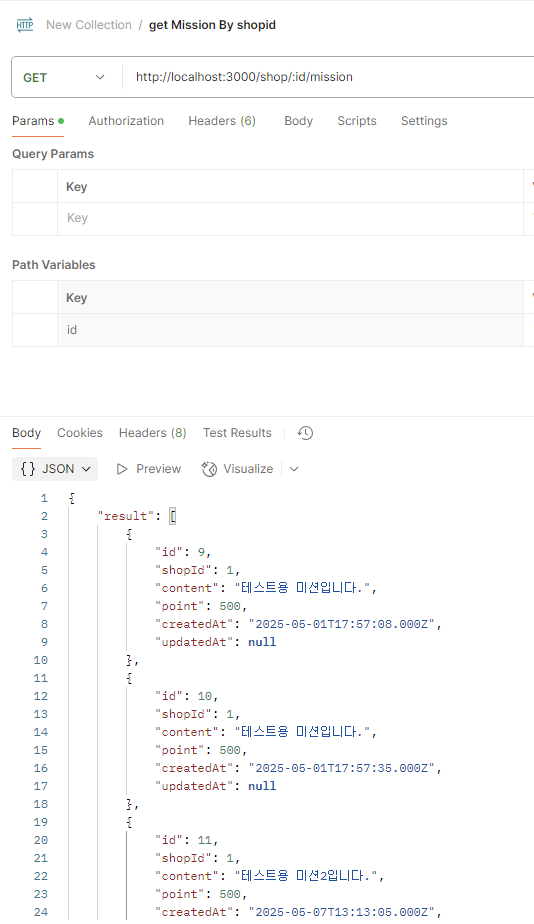 HTTP New Collection / get Mission By shopid
GET http://localhost:3000/shop/:id/mission
Params Authorization Headers (6) Body Scripts Settings
Query Params
Key
Key
Path Variables
Key
id
Body Cookies Headers (8) Test Results
{ } JSON Preview Visualize
1 {
2 "result": [
3 {
4 "id": 9,
5 "shopId": 1,
6 "content": "테스트용 미션입니다.",
7 "point": 500,
8 "createdAt": "2025-05-01T17:57:08.000Z",
9 "updatedAt": null
10 },
11 {
12 "id": 10,
13 "shopId": 1,
14 "content": "테스트용 미션입니다.",
15 "point": 500,
16 "createdAt": "2025-05-01T17:57:35.000Z",
17 "updatedAt": null
18 },
19 {
20 "id": 11,
21 "shopId": 1,
22 "content": "테스트용 미션2입니다.",
23 "point": 500,
24 "createdAt": "2025-05-07T13:13:05.000Z",